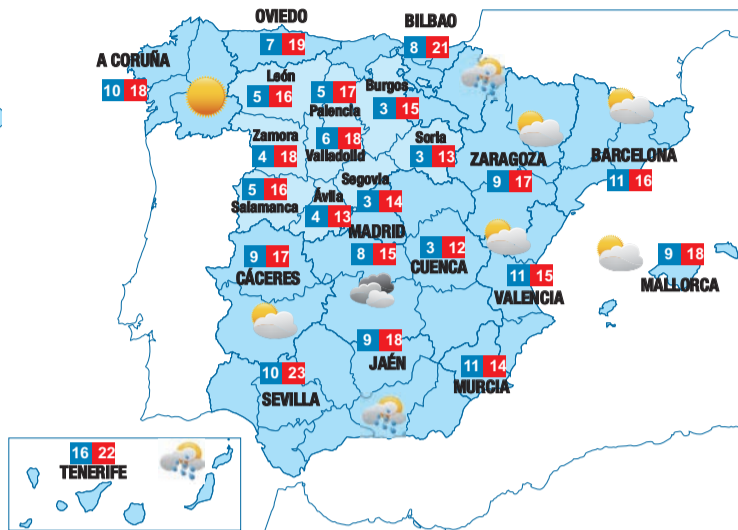 OVIEDO
7 19
BILBAO
8 21
A CORUÑA
10 18
León
5 16
5 17
Palencia
Burgos
3 15
Zamora
4 18
6 18
Valladolid
Soria
3 13
ZARAGOZA
9 17
BARCELONA
11 16
5 16
Salamanca
Ávila
4 13
Segovia
3 14
MADRID
8 15
9 17
CÁCERES
3 12
CUENCA
11 15
VALENCIA
9 18
MALLORCA
9 18
JAÉN
10 23
SEVILLA
11 14
MURCIA
16 22
TENERIFE